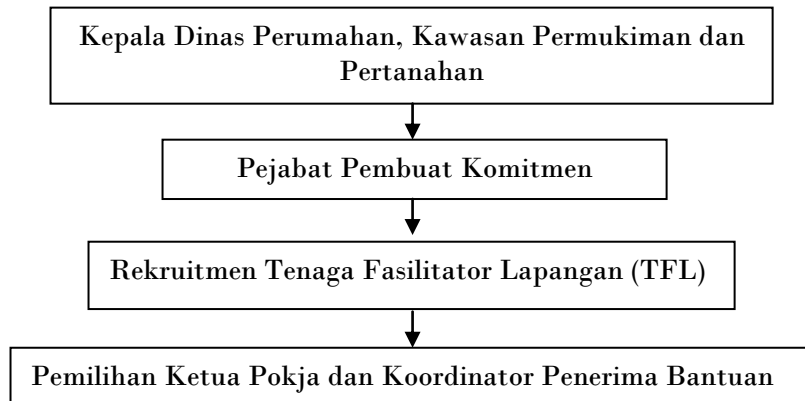 Kepala Dinas Perumahan, Kawasan Permukiman dan
Pertanahan
Pejabat Pembuat Komitmen
Rekruitmen Tenaga Fasilitator Lapangan (TFL)
Pemilihan Ketua Pokja dan Koordinator Penerima Bantuan